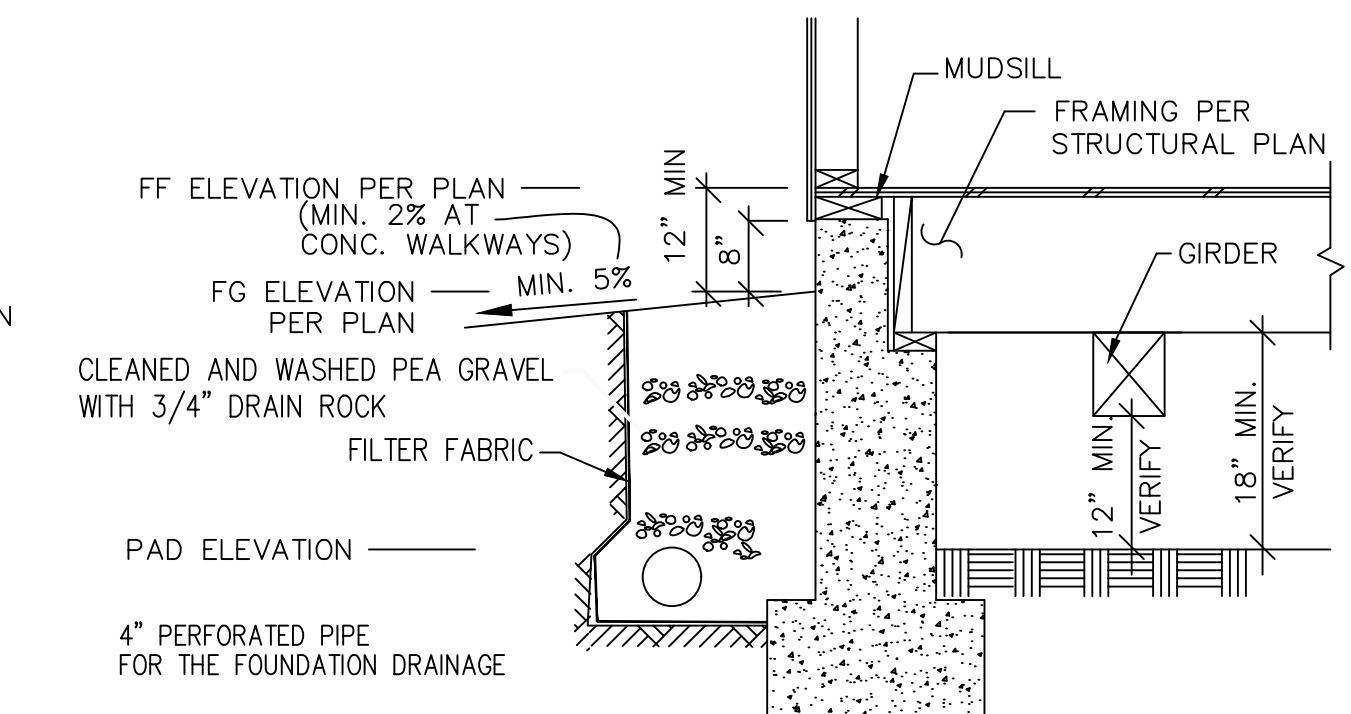 MUDSILL
FRAMING PER
STRUCTURAL PLAN
FF ELEVATION PER PLAN
(MIN. 2% AT
CONC. WALKWAYS)
12" MIN
8"
GIRDER
MIN. 5%
FG ELEVATION
PER PLAN
N
CLEANED AND WASHED PEA GRAVEL
WITH 3/4" DRAIN ROCK
FILTER FABRIC
12" MIN.
VERIFY
18" MIN.
VERIFY
PAD ELEVATION
4" PERFORATED PIPE
FOR THE FOUNDATION DRAINAGE